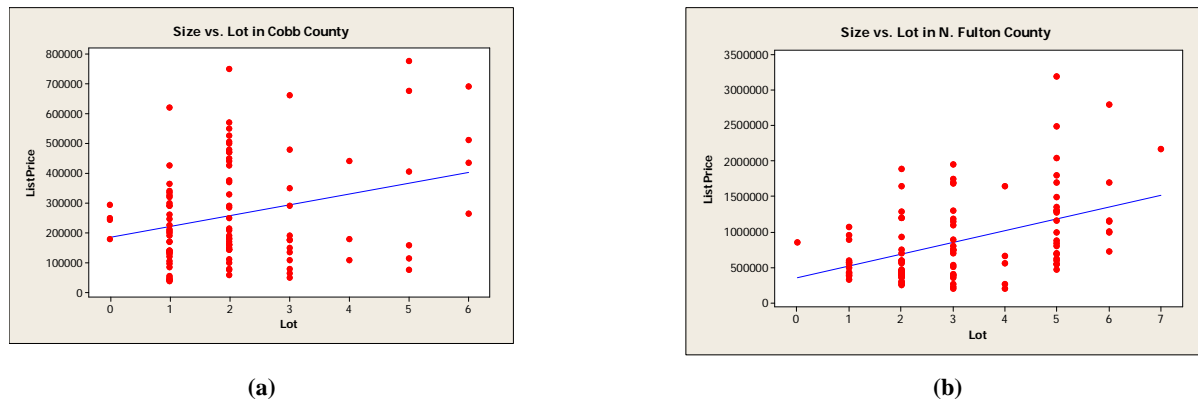 Size vs. Lot in Cobb County
800000
700000
600000
500000
400000
300000
200000
100000
0
ListPrice
0 1 2 3 4 5 6
Lot
(a)
Size vs. Lot in N. Fulton County
3500000
3000000
2500000
2000000
1500000
1000000
500000
0
ListPrice
0 1 2 3 4 5 6 7
Lot
(b)